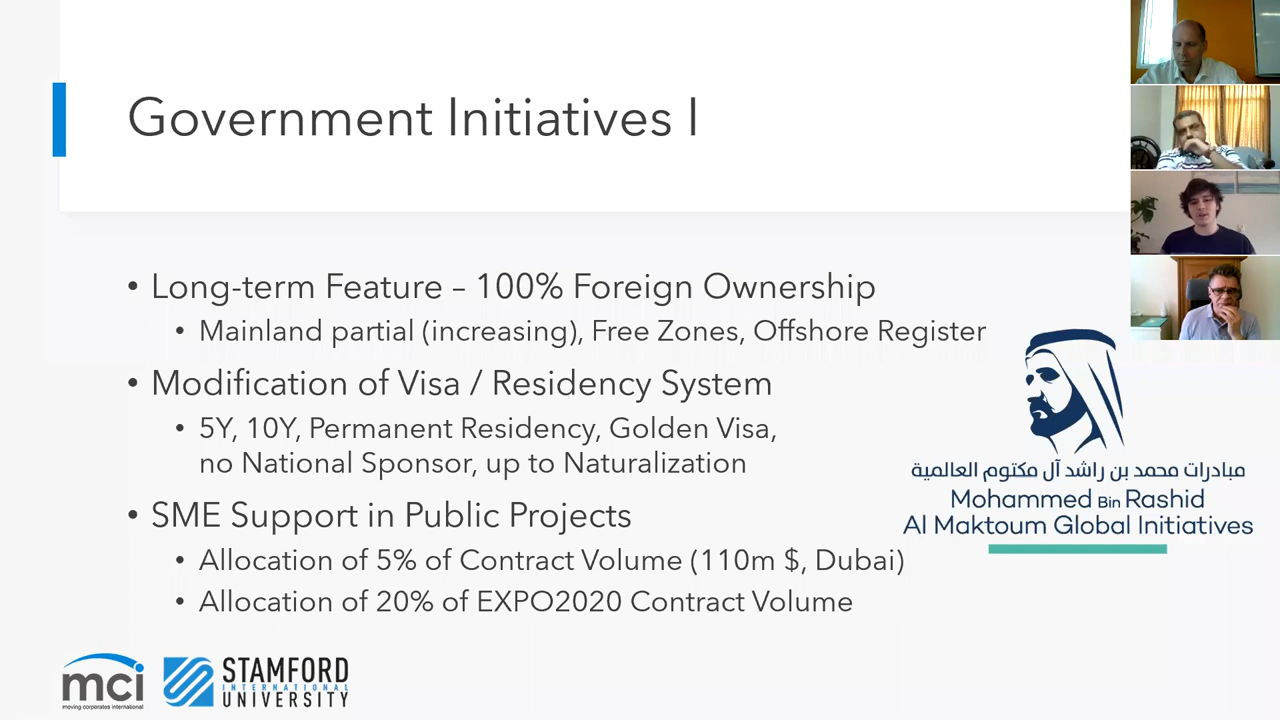 Government Initiatives I
• Long-term Feature – 100% Foreign Ownership
• Mainland partial (increasing), Free Zones, Offshore Register
• Modification of Visa / Residency System
• 5Y, 10Y, Permanent Residency, Golden Visa,
no National Sponsor, up to Naturalization
• SME Support in Public Projects
• Allocation of 5% of Contract Volume (110m $, Dubai)
• Allocation of 20% of EXPO2020 Contract Volume
مبادرات محمد بن راشد آل مكتوم العالمية
Mohammed Bin Rashid
Al Maktoum Global Initiatives
mci
moving corporates international
STAMFORD
INTERNATIONAL
UNIVERSITY